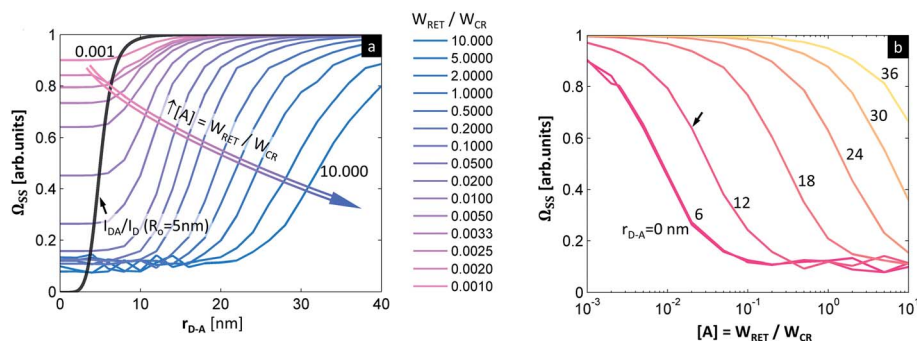 W_RET / W_CR
a
0.001
↑[A] = W_RET / W_CR
10.000
I_DA/I_D (R_o=5nm)
Ω_SS [arb.units]
1
0.8
0.6
0.4
0.2
0
0 10 20 30 40
r_D-A [nm]
10.000
5.0000
2.0000
1.0000
0.5000
0.2000
0.1000
0.0500
0.0200
0.0100
0.0050
0.0033
0.0025
0.0020
0.0010
b
36
30
24
18
12
6
r_D-A=0 nm
Ω_SS [arb.units]
1
0.8
0.6
0.4
0.2
0
10^-3 10^-2 10^-1 10^0 10^1
[A] = W_RET / W_CR